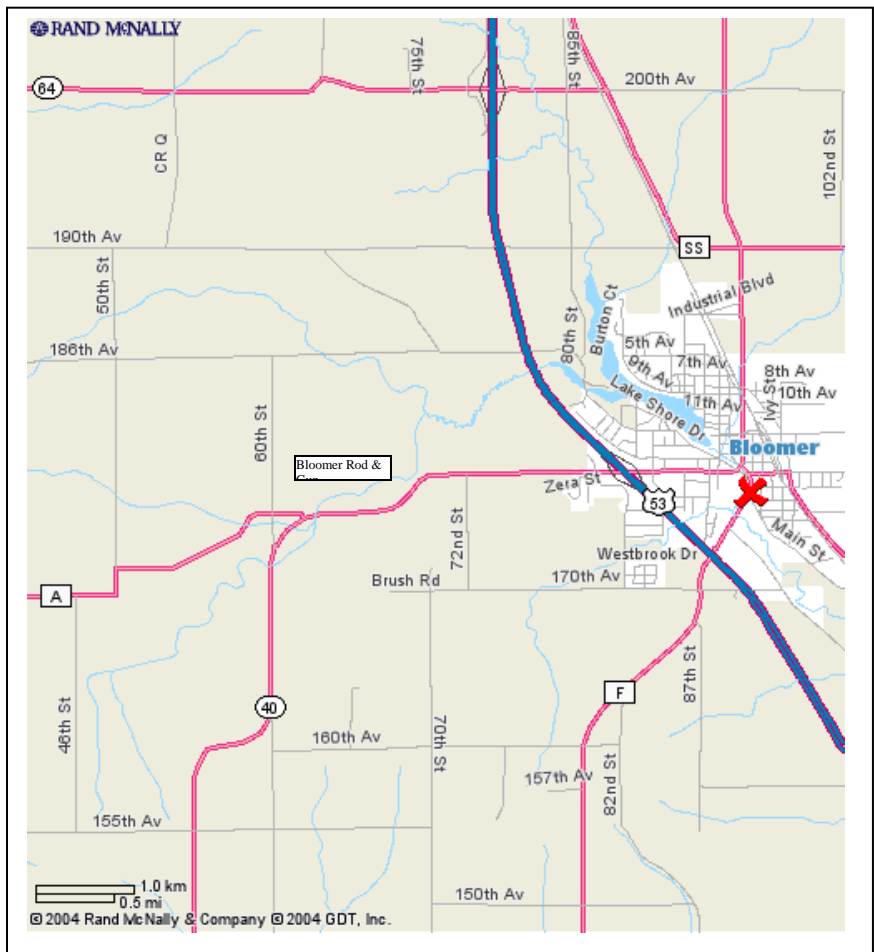 RAND McNALLY
75th St
85th St
64
200th Av
CR Q
102nd St
190th Av
SS
50th St
Industrial Blvd
Burton Ct
80th St
5th Av
186th Av
7th Av
9th Av
8th Av
10th Av
Ivy St
11th Av
Lake Shore Dr
60th St
Bloomer
Bloomer Rod &
Zera St
53
72nd St
Main St
Westbrook Dr
Brush Rd
170th Av
A
87th St
F
46th St
40
70th St
160th Av
82nd St
157th Av
155th Av
1.0 km
0.5 mi
150th Av
© 2004 Rand McNally & Company © 2004 GDT, Inc.